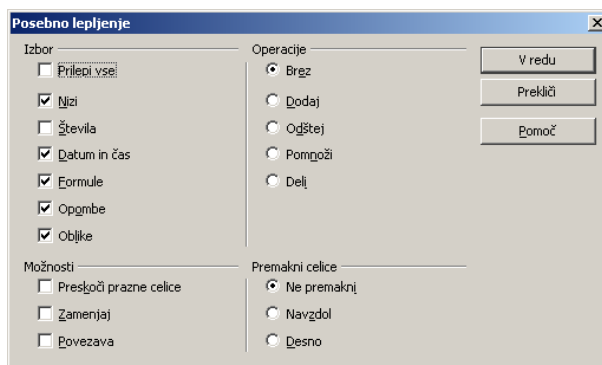 Posebno lepljenje
Izbor
Prilepi vse
Nizi
Števila
Datum in čas
Formule
Opombe
Oblike
Operacije
Brez
Dodaj
Odštej
Pomnoži
Deli
V redu
Prekliči
Pomoč
Možnosti
Preskoči prazne celice
Zamenjaj
Povezava
Premakni celice
Ne premakni
Navzdol
Desno